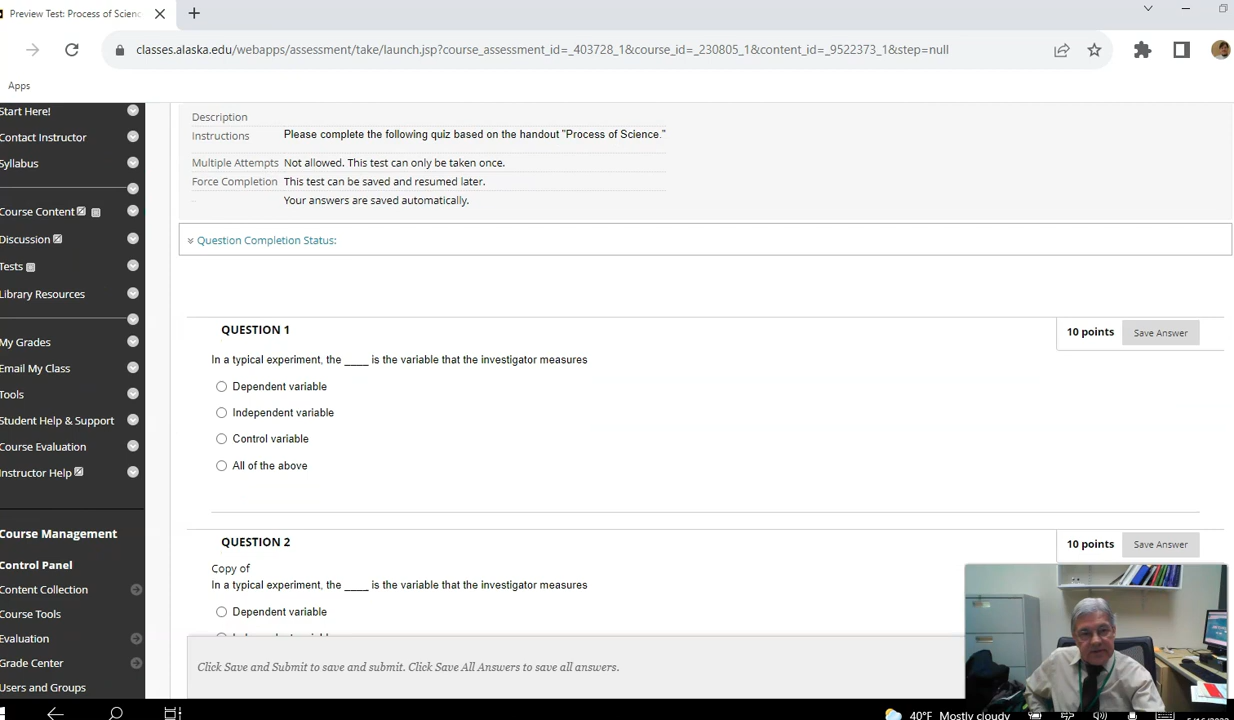 Preview Test: Process of Scienc
classes.alaska.edu/webapps/assessment/take/launch.jsp?course_assessment_id=_403728_1&course_id=_230805_1&content_id=_9522373_1&step=null
Apps
Start Here!
Contact Instructor
Syllabus
Course Content
Discussion
Tests
Library Resources
My Grades
Email My Class
Tools
Student Help & Support
Course Evaluation
Instructor Help
Course Management
Control Panel
Content Collection
Course Tools
Evaluation
Grade Center
Users and Groups
Description
Instructions Please complete the following quiz based on the handout "Process of Science."
Multiple Attempts Not allowed. This test can only be taken once.
Force Completion This test can be saved and resumed later.
Your answers are saved automatically.
Question Completion Status:
QUESTION 1
10 points Save Answer
In a typical experiment, the ____ is the variable that the investigator measures
Dependent variable
Independent variable
Control variable
All of the above
QUESTION 2
10 points Save Answer
Copy of
In a typical experiment, the ____ is the variable that the investigator measures
Dependent variable
Click Save and Submit to save and submit. Click Save All Answers to save all answers.
40°F Mostly cloudy